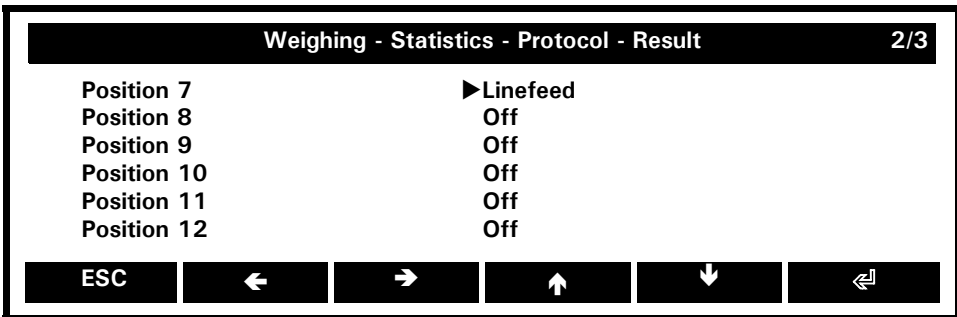 Weighing - Statistics - Protocol - Result 2/3
Position 7 ▶Linefeed
Position 8 Off
Position 9 Off
Position 10 Off
Position 11 Off
Position 12 Off
ESC ← → ↑ ↓ ⏎